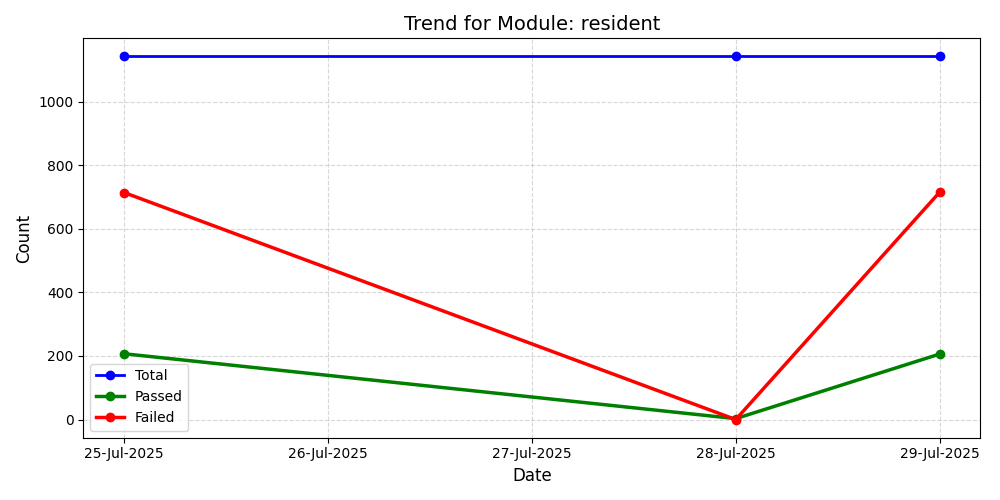 Trend for Module: resident
Count
1000
800
600
400
200
0
Total
Passed
Failed
25-Jul-2025
26-Jul-2025
27-Jul-2025
28-Jul-2025
29-Jul-2025
Date